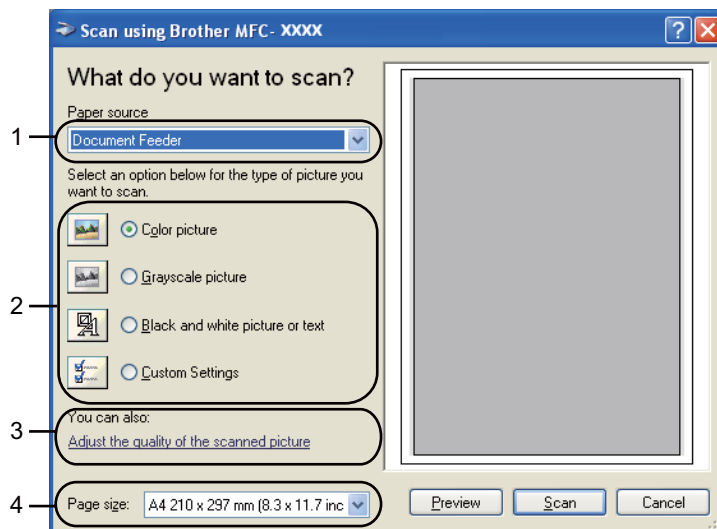 Scan using Brother MFC- XXXX
What do you want to scan?
Paper source
1
Document Feeder
Select an option below for the type of picture you
want to scan.
Color picture
Grayscale picture
2
Black and white picture or text
Custom Settings
You can also:
3
Adjust the quality of the scanned picture
4
Page size: A4 210 x 297 mm (8.3 x 11.7 inc
Preview Scan Cancel